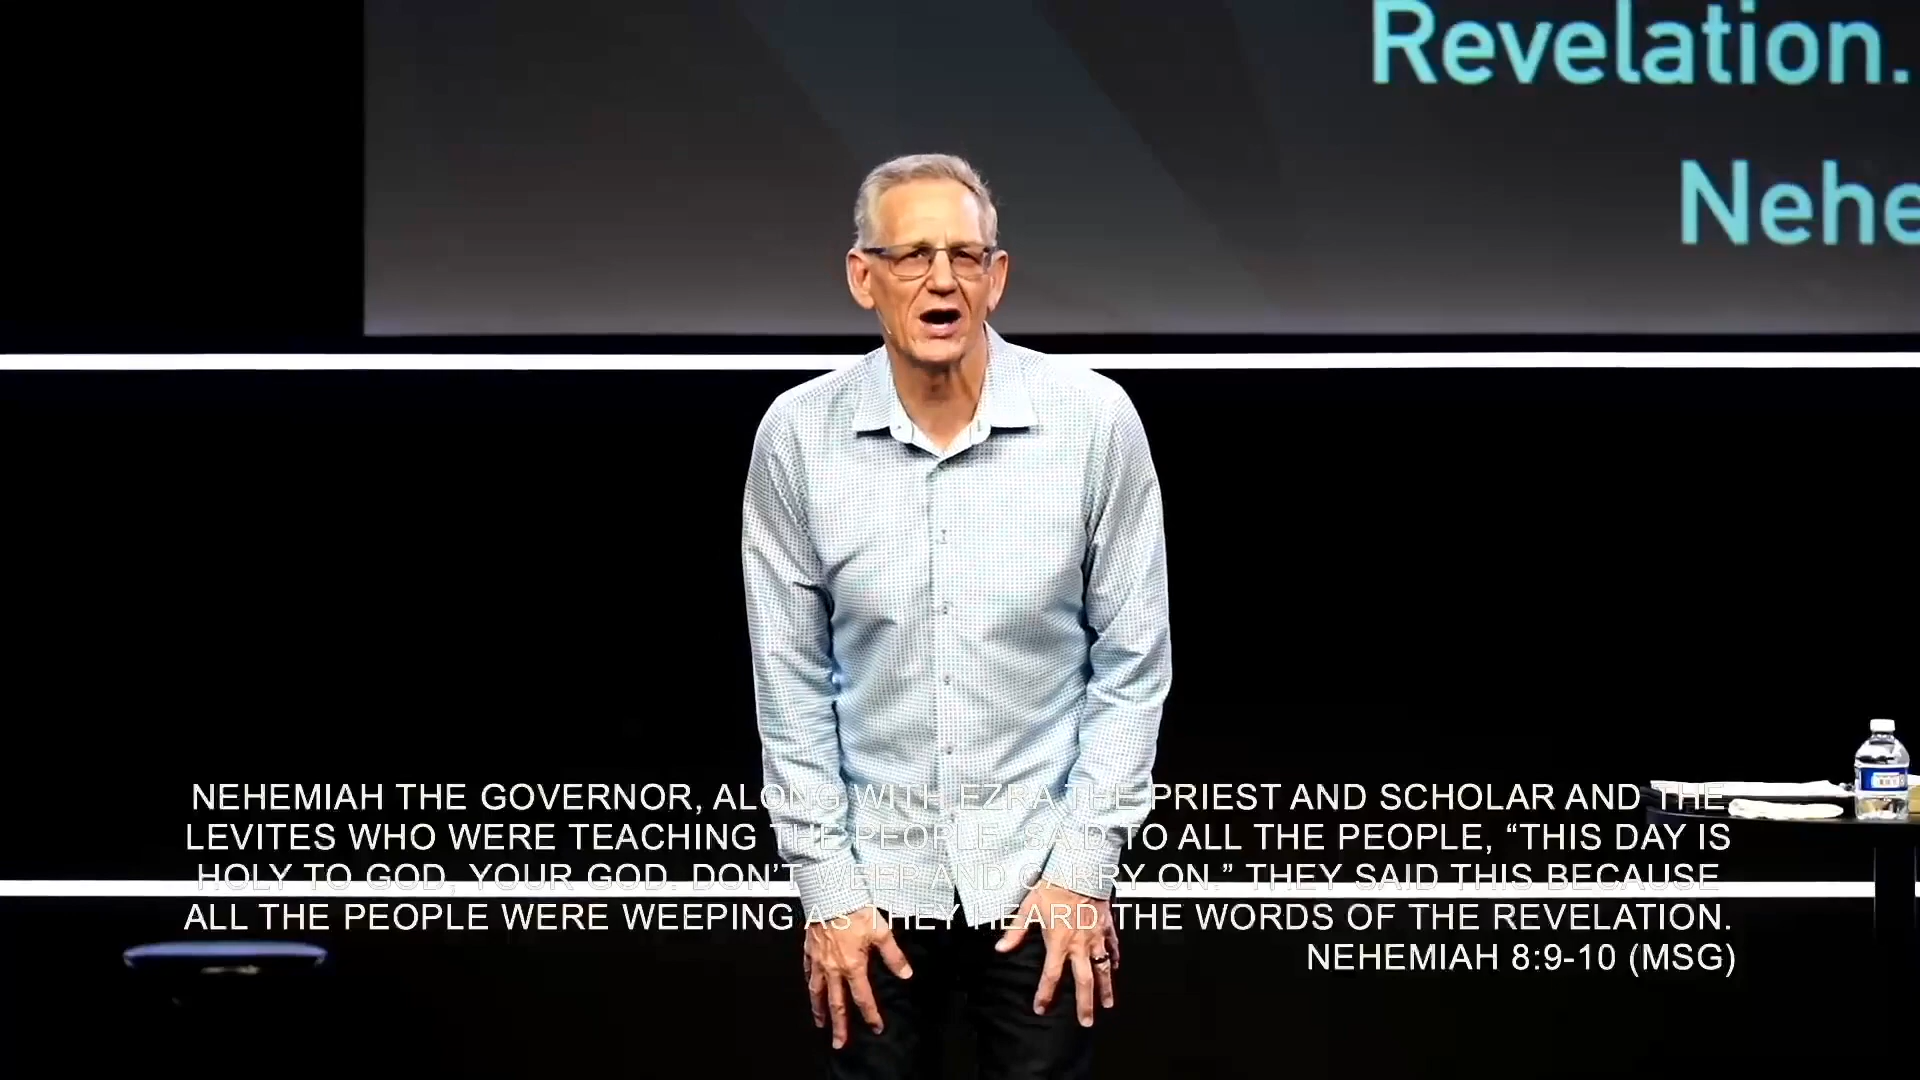 Revelation.
Nehe
NEHEMIAH THE GOVERNOR, ALONG WITH EZRA THE PRIEST AND SCHOLAR AND THE
LEVITES WHO WERE TEACHING THE PEOPLE, SAID TO ALL THE PEOPLE, “THIS DAY IS
HOLY TO GOD, YOUR GOD. DON’T WEEP AND CARRY ON.” THEY SAID THIS BECAUSE
ALL THE PEOPLE WERE WEEPING AS THEY HEARD THE WORDS OF THE REVELATION.
NEHEMIAH 8:9-10 (MSG)